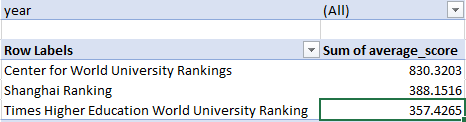 year (All)
Row Labels Sum of average_score
Center for World University Rankings 830.3203
Shanghai Ranking 388.1516
Times Higher Education World University Ranking 357.4265